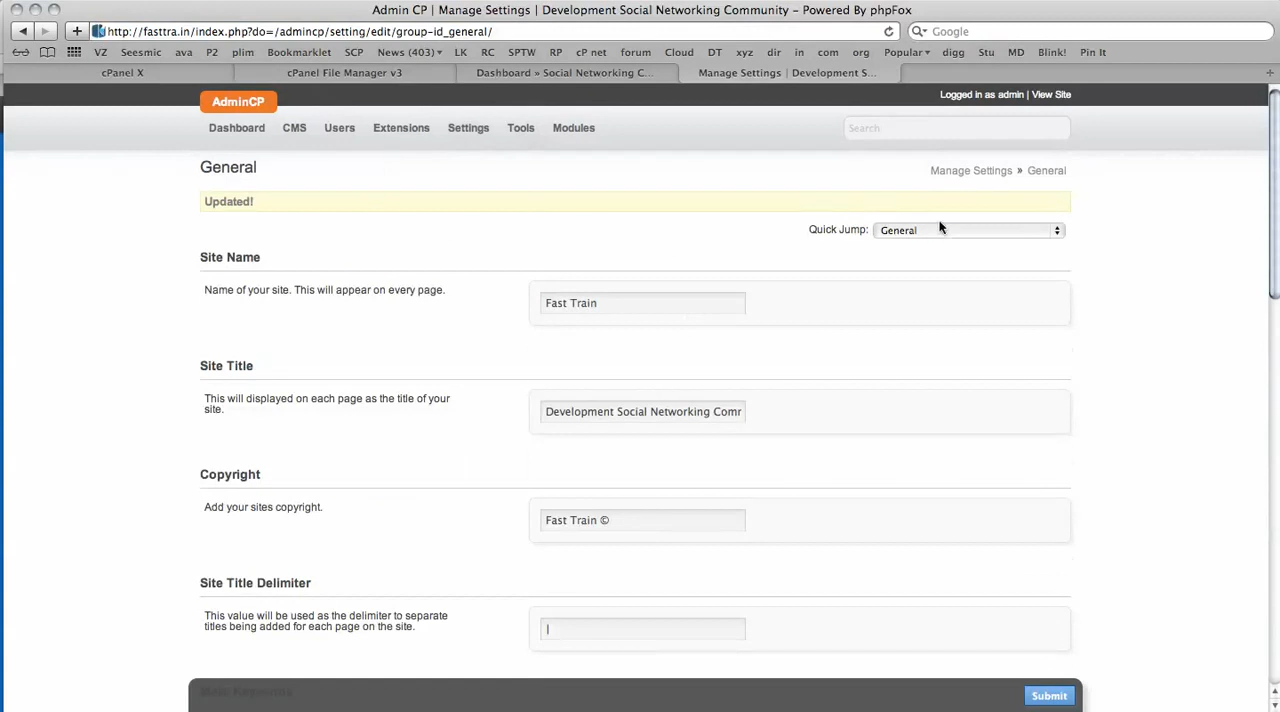 Admin CP | Manage Settings | Development Social Networking Community – Powered By phpFox
http://fasttra.in/index.php?do=/admincp/setting/edit/group-id_general/
Google
VZ Seesmic ava P2 plim Bookmarklet SCP News (403) LK RC SPTW RP cP net forum Cloud DT xyz dir in com org Popular digg Stu MD Blink! Pin It
cPanel X
cPanel File Manager v3
Dashboard » Social Networking C...
Manage Settings | Development S...
AdminCP
Logged in as admin | View Site
Dashboard CMS Users Extensions Settings Tools Modules
Search
General
Manage Settings » General
Updated!
Quick Jump: General
Site Name
Name of your site. This will appear on every page.
Fast Train
Site Title
This will displayed on each page as the title of your
site.
Development Social Networking Comr
Copyright
Add your sites copyright.
Fast Train ©
Site Title Delimiter
This value will be used as the delimiter to separate
titles being added for each page on the site.
|
Submit